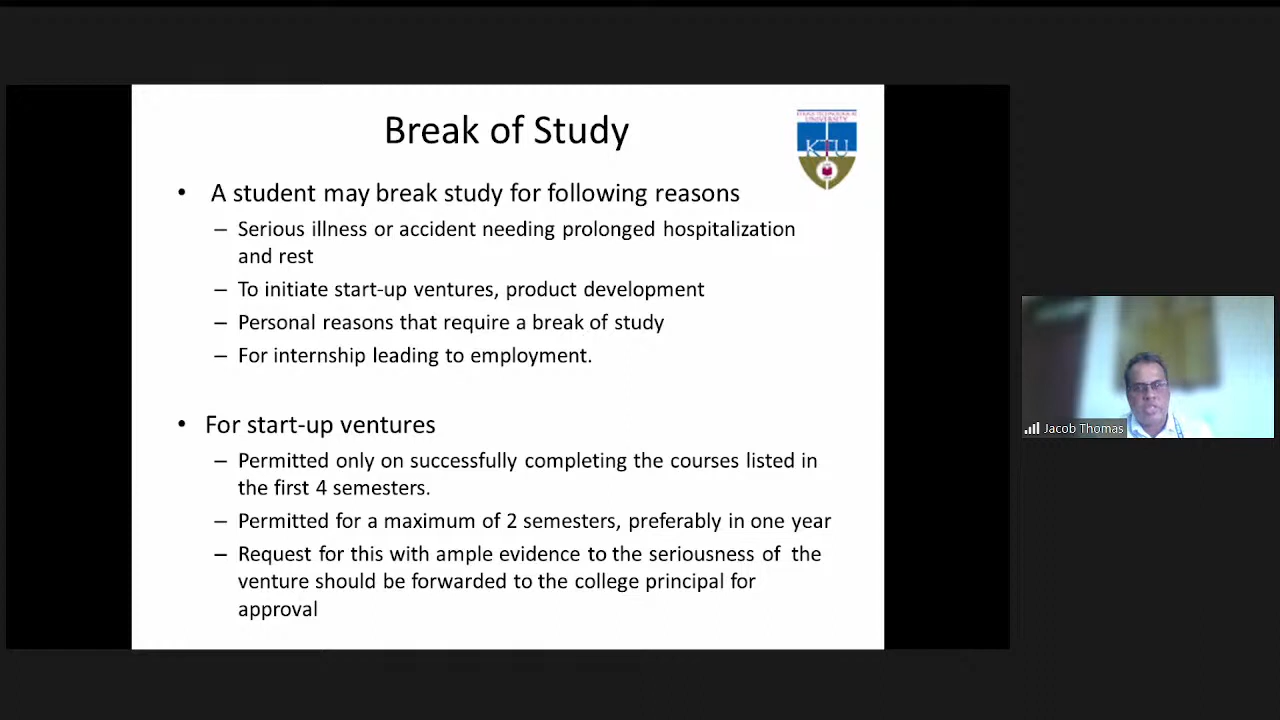 Break of Study
UNIVERSITY
KTU
• A student may break study for following reasons
– Serious illness or accident needing prolonged hospitalization
and rest
– To initiate start-up ventures, product development
– Personal reasons that require a break of study
– For internship leading to employment.
• For start-up ventures
– Permitted only on successfully completing the courses listed in
the first 4 semesters.
– Permitted for a maximum of 2 semesters, preferably in one year
– Request for this with ample evidence to the seriousness of the
venture should be forwarded to the college principal for
approval
Jacob Thomas